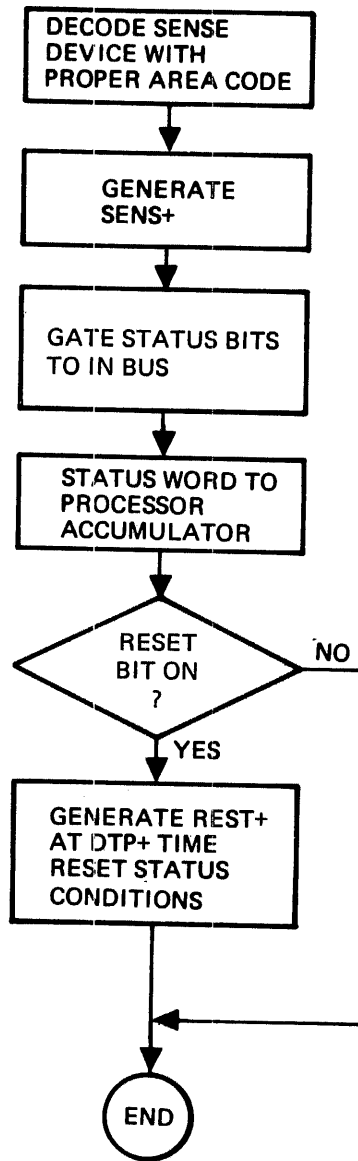 DECODE SENSE
DEVICE WITH
PROPER AREA CODE
GENERATE
SENS+
GATE STATUS BITS
TO IN BUS
STATUS WORD TO
PROCESSOR
ACCUMULATOR
RESET
BIT ON
?
NO
YES
GENERATE REST+
AT DTP+ TIME
RESET STATUS
CONDITIONS
END